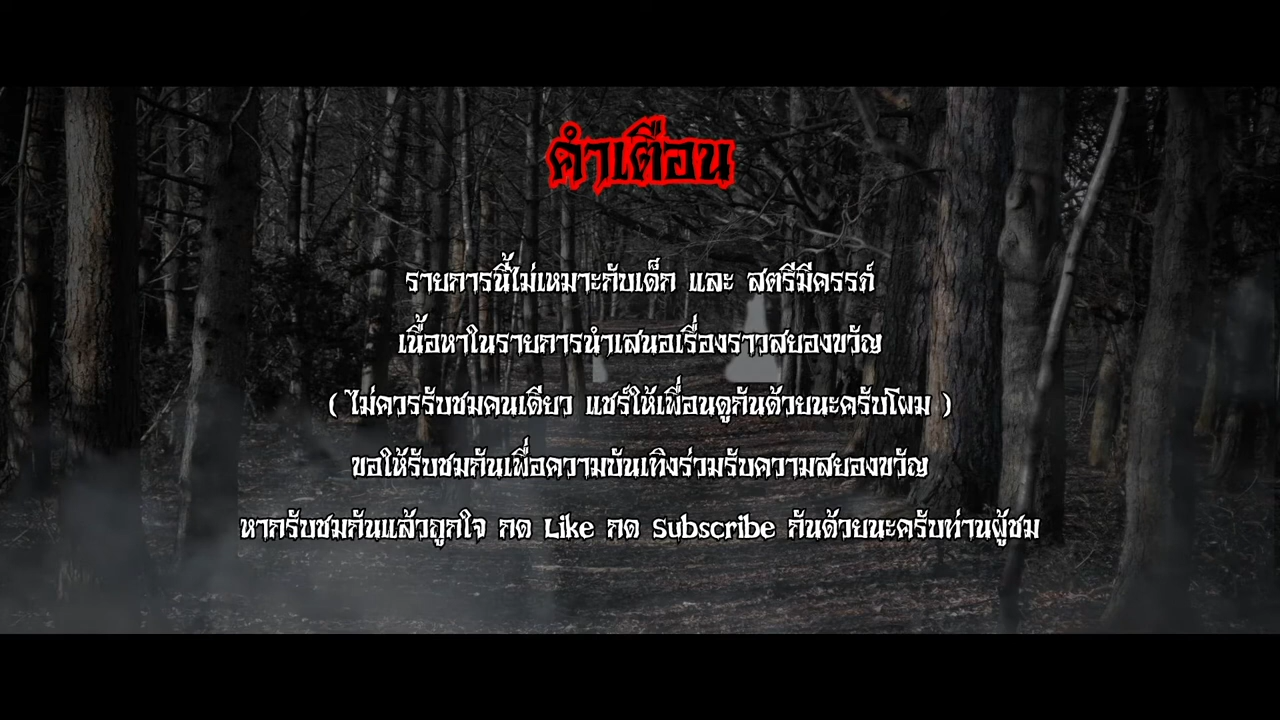 คำเตือน
รายการนี้ไม่เหมาะกับเด็ก และ สตรีมีครรภ์
เนื้อหาในรายการนำเสนอเรื่องราวสยองขวัญ
( ไม่ควรรับชมคนเดียว แชร์ให้เพื่อนดูกันด้วยนะครับโผม )
ขอให้รับชมกันเพื่อความบันเทิงร่วมรับความสยองขวัญ
หากรับชมกันแล้วถูกใจ กด Like กด Subscribe กันด้วยนะครับท่านผู้ชม